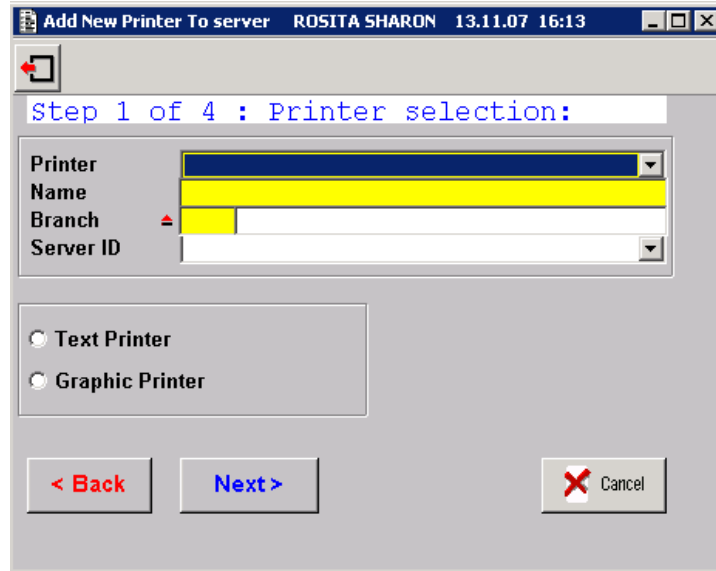 Add New Printer To server ROSITA SHARON 13.11.07 16:13
Step 1 of 4 : Printer selection:
Printer
Name
Branch
Server ID
Text Printer
Graphic Printer
< Back Next > Cancel